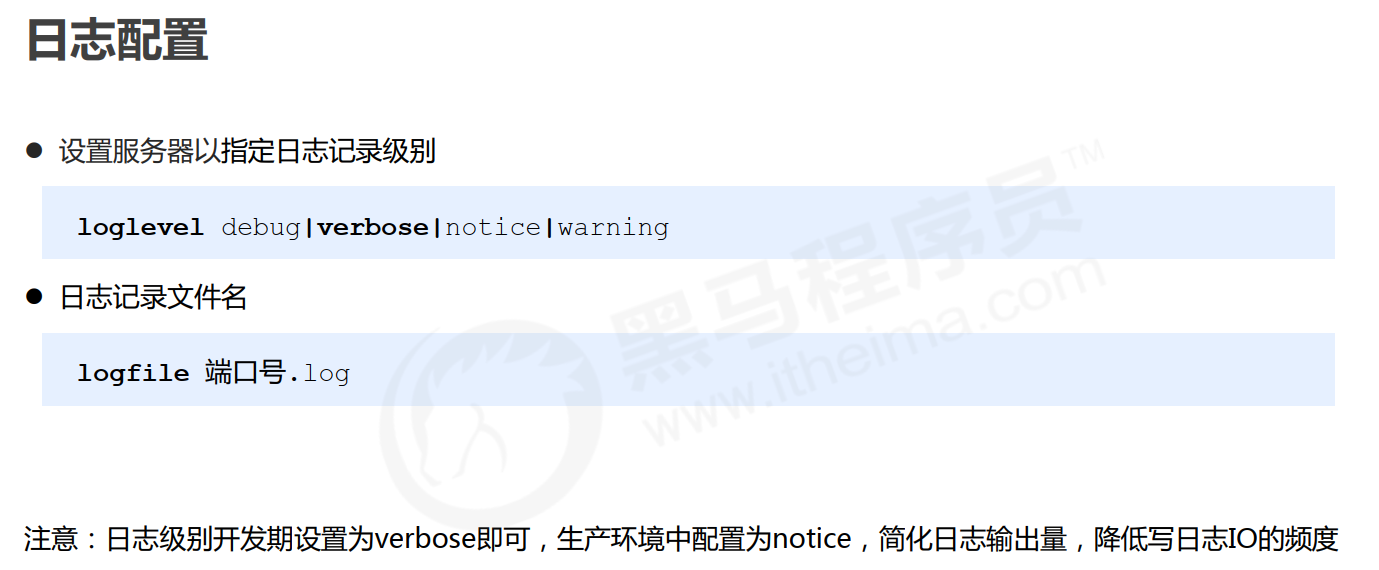 日志配置
设置服务器以指定日志记录级别
loglevel debug|verbose|notice|warning
日志记录文件名
logfile 端口号.log
黑马程序员™
www.itheima.com
注意：日志级别开发期设置为verbose即可，生产环境中配置为notice，简化日志输出量，降低写日志IO的频度